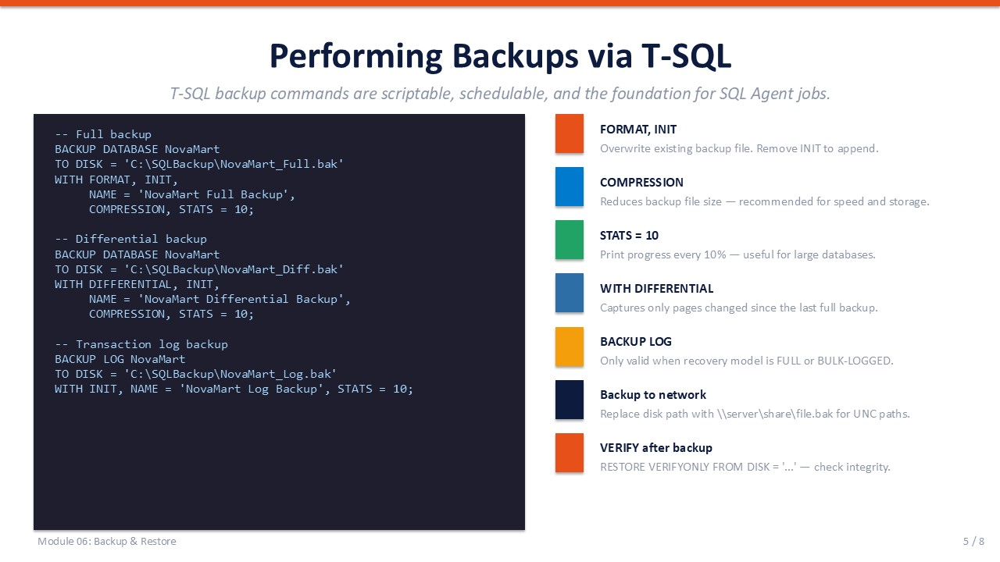 Performing Backups via T-SQL
T-SQL backup commands are scriptable, schedulable, and the foundation for SQL Agent jobs.
-- Full backup
BACKUP DATABASE NovaMart
TO DISK = 'C:\SQLBackup\NovaMart_Full.bak'
WITH FORMAT, INIT,
     NAME = 'NovaMart Full Backup',
     COMPRESSION, STATS = 10;
-- Differential backup
BACKUP DATABASE NovaMart
TO DISK = 'C:\SQLBackup\NovaMart_Diff.bak'
WITH DIFFERENTIAL, INIT,
     NAME = 'NovaMart Differential Backup',
     COMPRESSION, STATS = 10;
-- Transaction log backup
BACKUP LOG NovaMart
TO DISK = 'C:\SQLBackup\NovaMart_Log.bak'
WITH INIT, NAME = 'NovaMart Log Backup', STATS = 10;
FORMAT, INIT
Overwrite existing backup file. Remove INIT to append.
COMPRESSION
Reduces backup file size — recommended for speed and storage.
STATS = 10
Print progress every 10% — useful for large databases.
WITH DIFFERENTIAL
Captures only pages changed since the last full backup.
BACKUP LOG
Only valid when recovery model is FULL or BULK-LOGGED.
Backup to network
Replace disk path with \\server\share\file.bak for UNC paths.
VERIFY after backup
RESTORE VERIFYONLY FROM DISK = '...' — check integrity.
Module 06: Backup & Restore
5 / 8